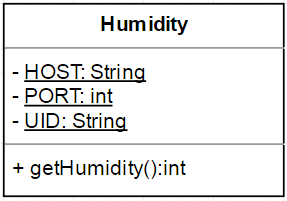 Humidity
- HOST: String
- PORT: int
- UID: String
+ getHumidity():int